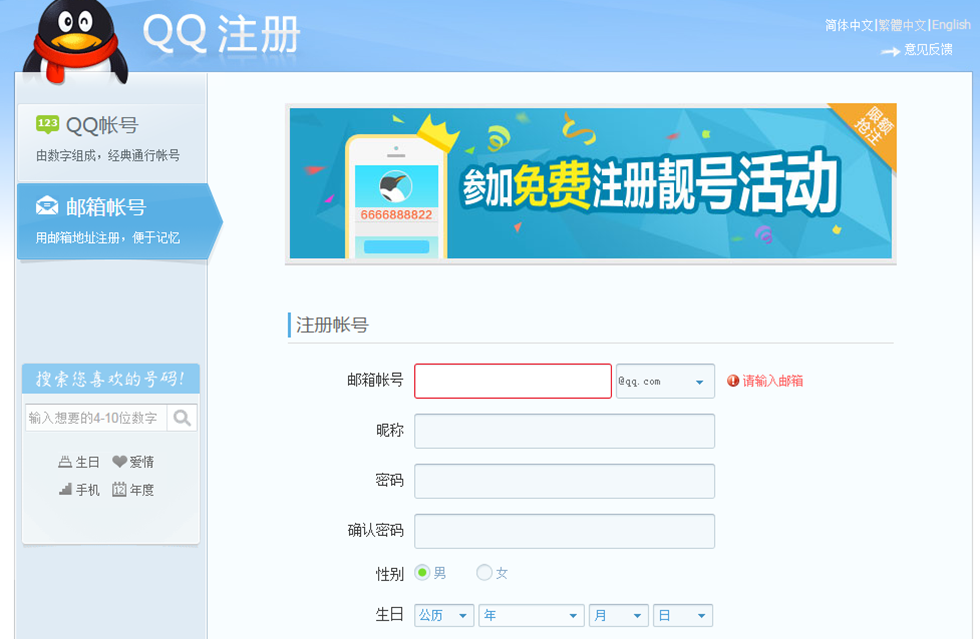 QQ 注册
简体中文|繁體中文|English
意见反馈
123 QQ帐号
由数字组成，经典通行帐号
邮箱帐号
用邮箱地址注册，便于记忆
搜索您喜欢的号码!
输入想要的4-10位数字
生日 爱情
手机 12 年度
限额
抢注
6666888822
参加免费注册靓号活动
注册帐号
邮箱帐号 @qq.com 请输入邮箱
昵称
密码
确认密码
性别 男 女
生日 公历 年 月 日